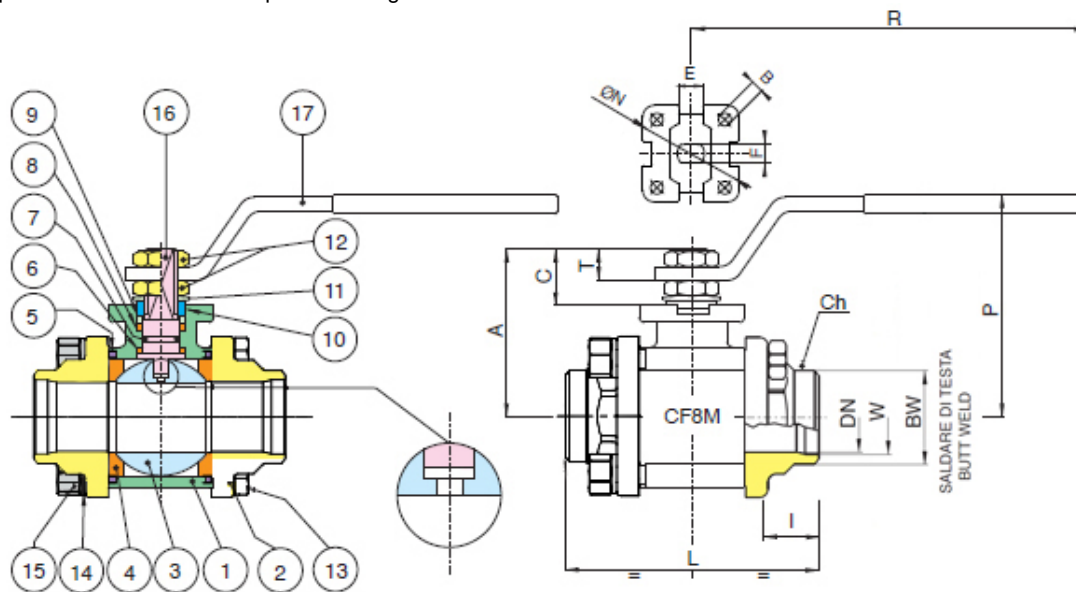 R
E
B
ØN
F
9
8
7
6
5
16
17
12
11
10
15
14
4
3
1
2
13
A
C
T
P
Ch
CF8M
DN
W
BW
SALDARE DI TESTA
BUTT WELD
I
L
=
=